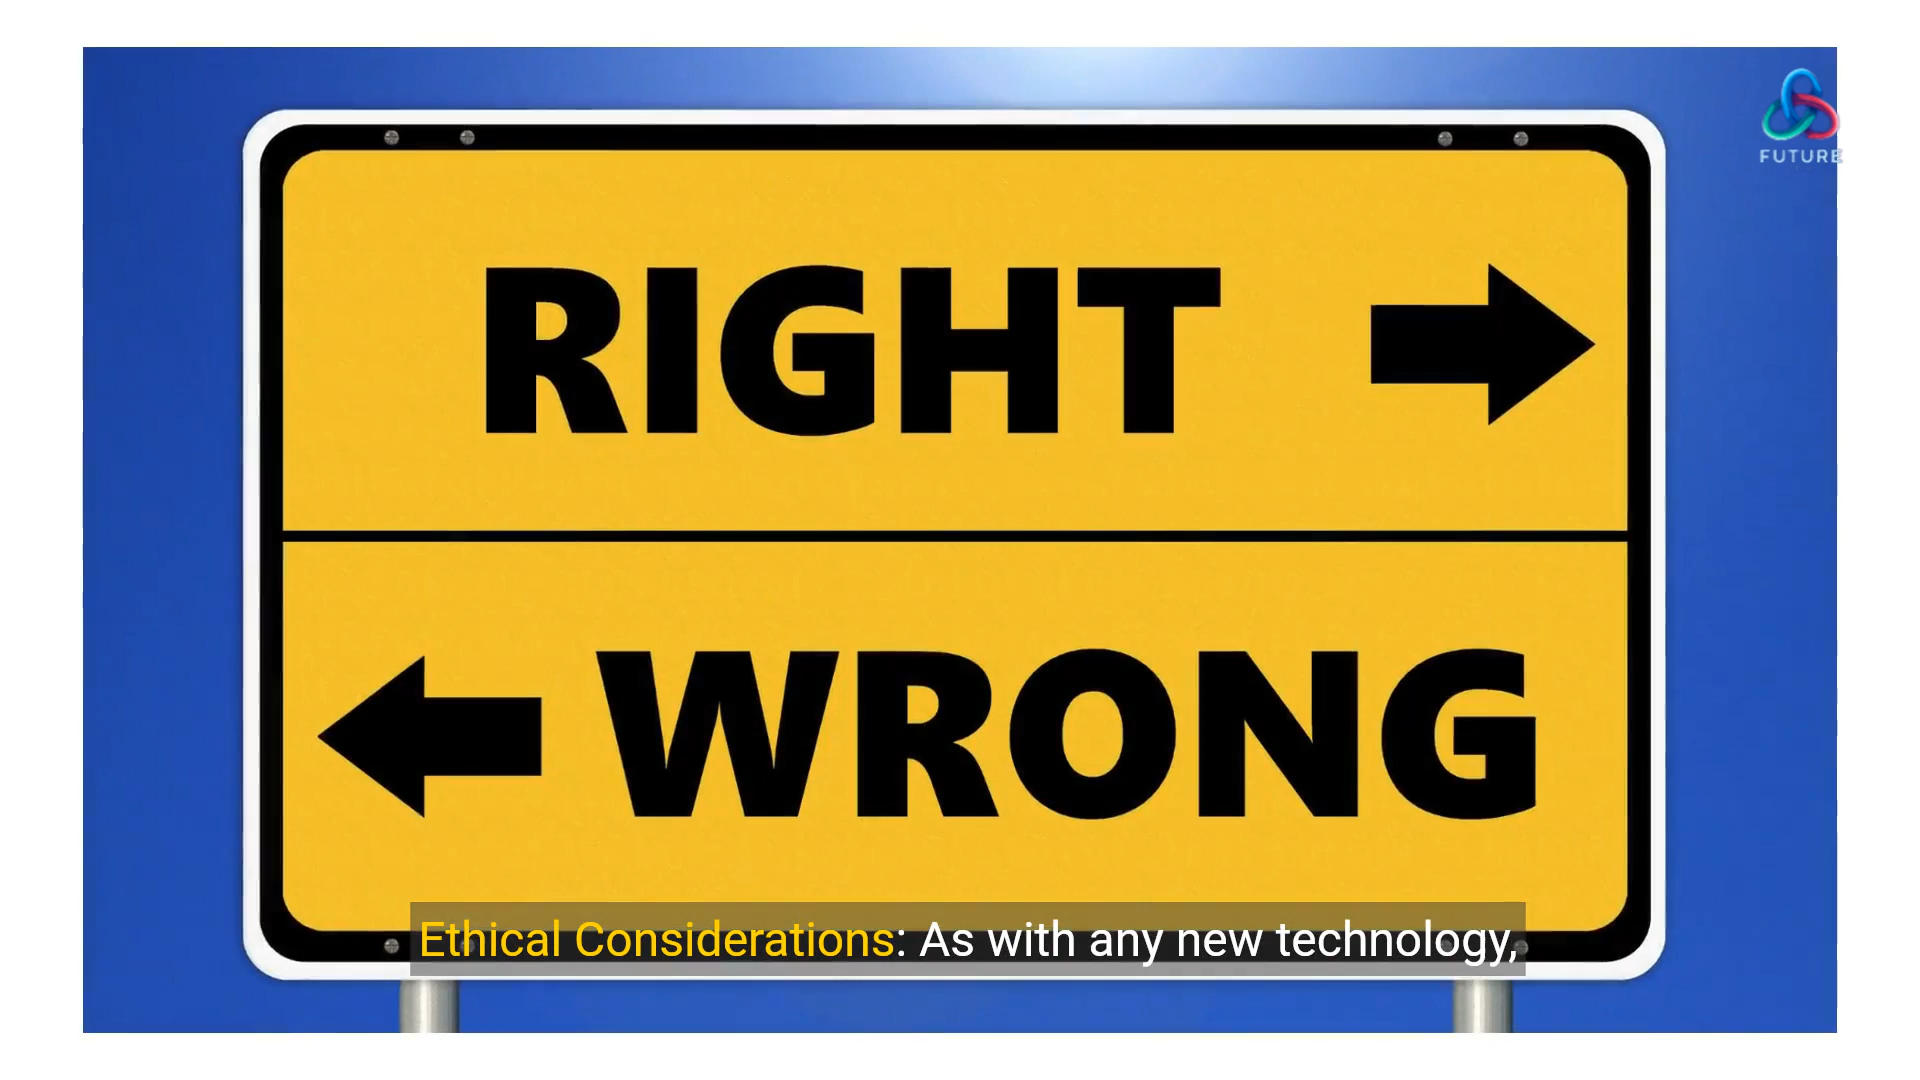 FUTURE
RIGHT
WRONG
Ethical Considerations: As with any new technology,